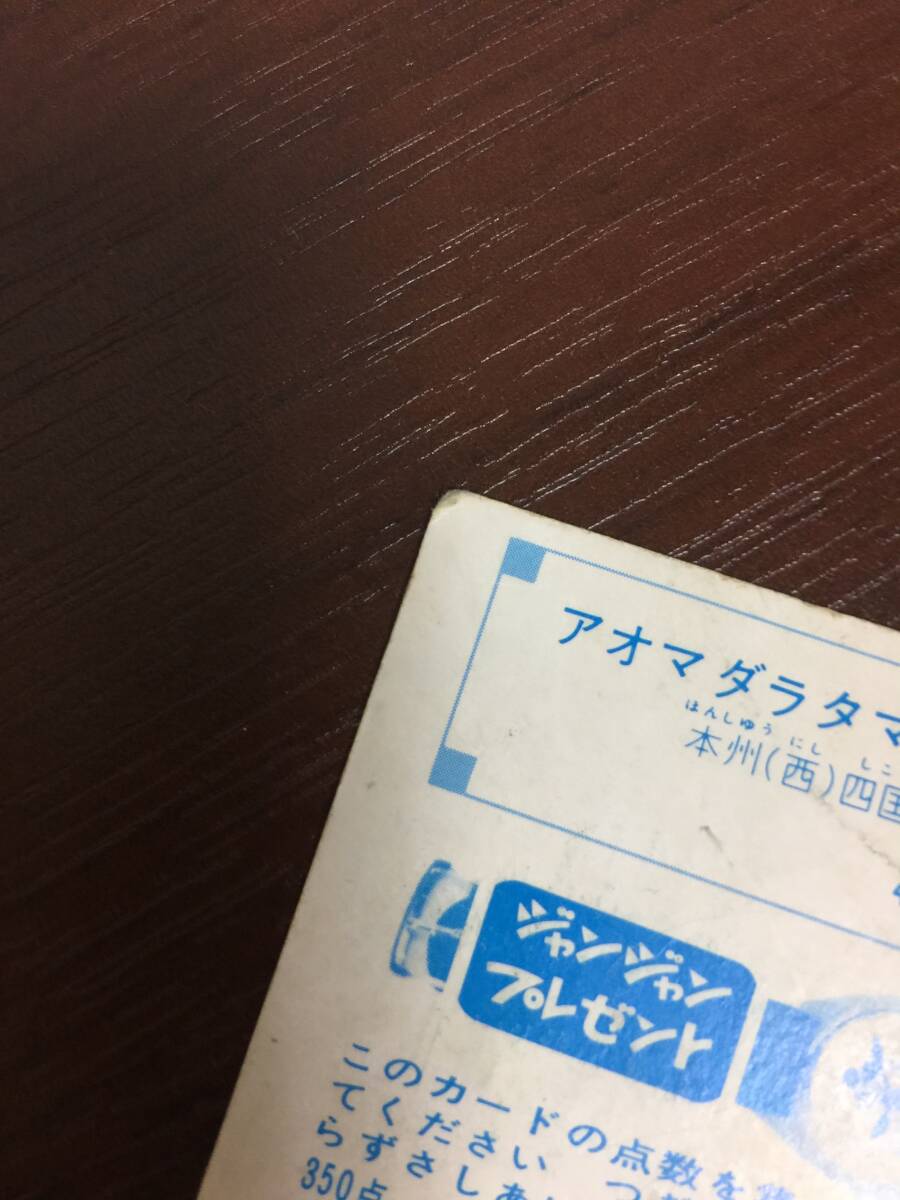 アオマダラタマ
はんしゆう にし しこ
本州(西)四国
ジャンジャン
プレゼント
このカードの点数を
てください つ
らずさしあ
350点